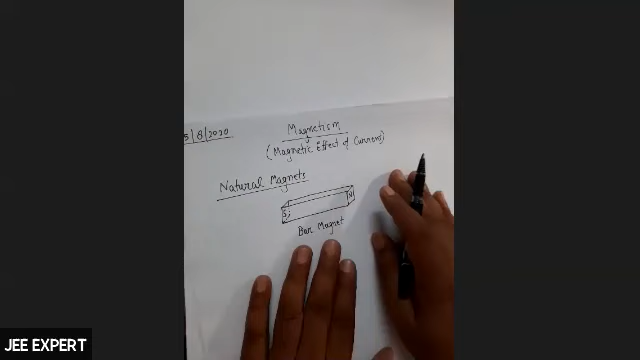 5/8/2020
Magnetism
(Magnetic Effect of Currents)
Natural Magnets
S
N
Bar Magnet
JEE EXPERT